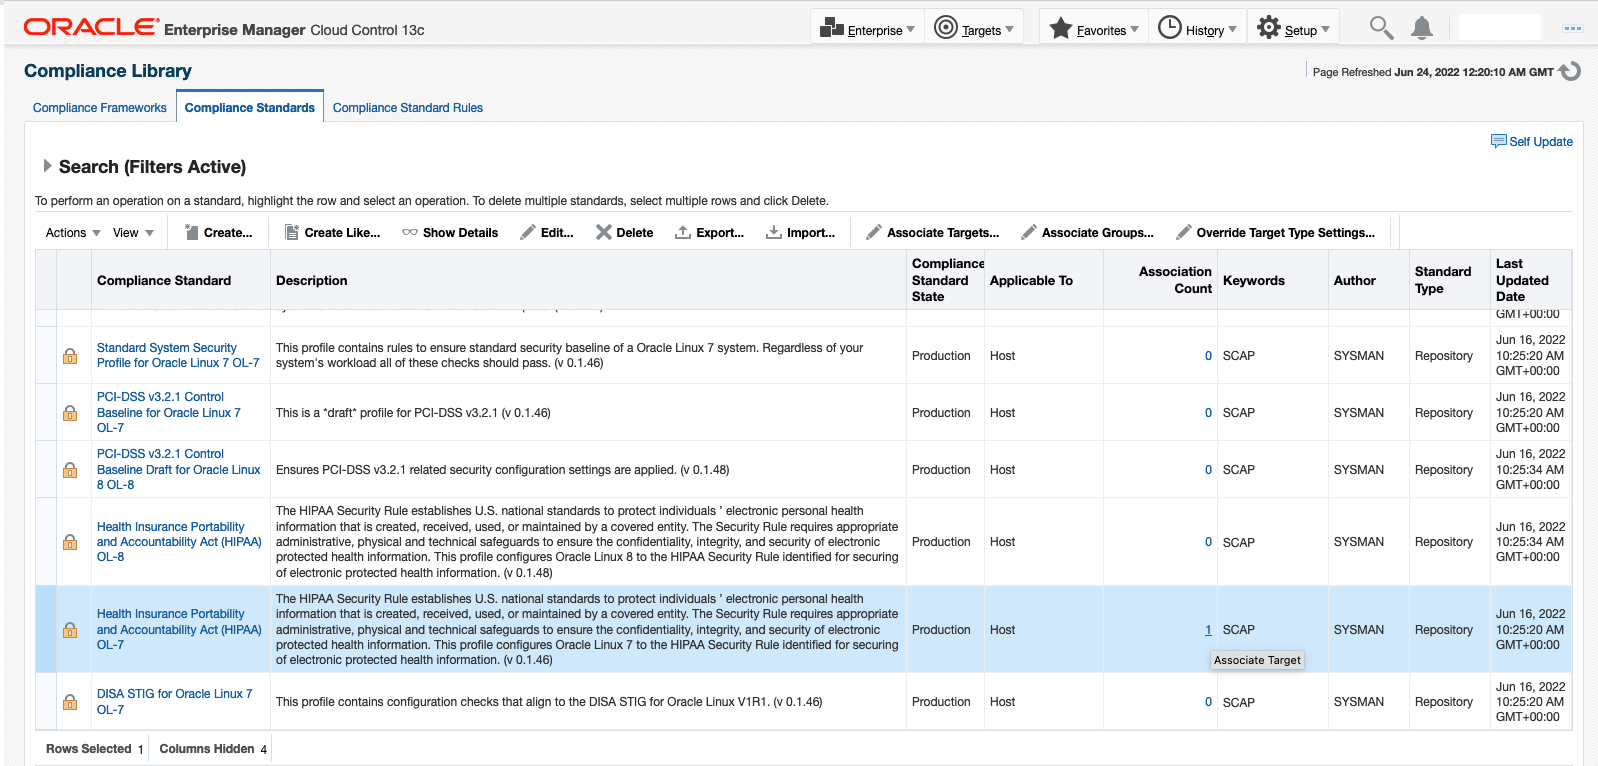 ORACLE® Enterprise Manager Cloud Control 13c
Enterprise Targets Favorites History Setup
Compliance Library
Page Refreshed Jun 24, 2022 12:20:10 AM GMT
Compliance Frameworks Compliance Standards Compliance Standard Rules
Self Update
Search (Filters Active)
To perform an operation on a standard, highlight the row and select an operation. To delete multiple standards, select multiple rows and click Delete.
Actions View Create... Create Like... Show Details Edit... Delete Export... Import... Associate Targets... Associate Groups... Override Target Type Settings...
Compliance Standard
Description
Compliance
Standard
State
Applicable To
Association
Count
Keywords
Author
Standard
Type
Last
Updated
Date
GMT+00:00
Standard System Security
Profile for Oracle Linux 7 OL-7
This profile contains rules to ensure standard security baseline of a Oracle Linux 7 system. Regardless of your
system's workload all of these checks should pass. (v 0.1.46)
Production
Host
0
SCAP
SYSMAN
Repository
Jun 16, 2022
10:25:20 AM
GMT+00:00
PCI-DSS v3.2.1 Control
Baseline for Oracle Linux 7
OL-7
This is a *draft* profile for PCI-DSS v3.2.1 (v 0.1.46)
Production
Host
0
SCAP
SYSMAN
Repository
Jun 16, 2022
10:25:20 AM
GMT+00:00
PCI-DSS v3.2.1 Control
Baseline Draft for Oracle Linux
8 OL-8
Ensures PCI-DSS v3.2.1 related security configuration settings are applied. (v 0.1.48)
Production
Host
0
SCAP
SYSMAN
Repository
Jun 16, 2022
10:25:34 AM
GMT+00:00
Health Insurance Portability
and Accountability Act (HIPAA)
OL-8
The HIPAA Security Rule establishes U.S. national standards to protect individuals ’ electronic personal health
information that is created, received, used, or maintained by a covered entity. The Security Rule requires appropriate
administrative, physical and technical safeguards to ensure the confidentiality, integrity, and security of electronic
protected health information. This profile configures Oracle Linux 8 to the HIPAA Security Rule identified for securing
of electronic protected health information. (v 0.1.48)
Production
Host
0
SCAP
SYSMAN
Repository
Jun 16, 2022
10:25:34 AM
GMT+00:00
Health Insurance Portability
and Accountability Act (HIPAA)
OL-7
The HIPAA Security Rule establishes U.S. national standards to protect individuals ’ electronic personal health
information that is created, received, used, or maintained by a covered entity. The Security Rule requires appropriate
administrative, physical and technical safeguards to ensure the confidentiality, integrity, and security of electronic
protected health information. This profile configures Oracle Linux 7 to the HIPAA Security Rule identified for securing
of electronic protected health information. (v 0.1.46)
Production
Host
1
SCAP
SYSMAN
Repository
Jun 16, 2022
10:25:20 AM
GMT+00:00
Associate Target
DISA STIG for Oracle Linux 7
OL-7
This profile contains configuration checks that align to the DISA STIG for Oracle Linux V1R1. (v 0.1.46)
Production
Host
0
SCAP
SYSMAN
Repository
Jun 16, 2022
10:25:20 AM
GMT+00:00
Rows Selected 1 Columns Hidden 4